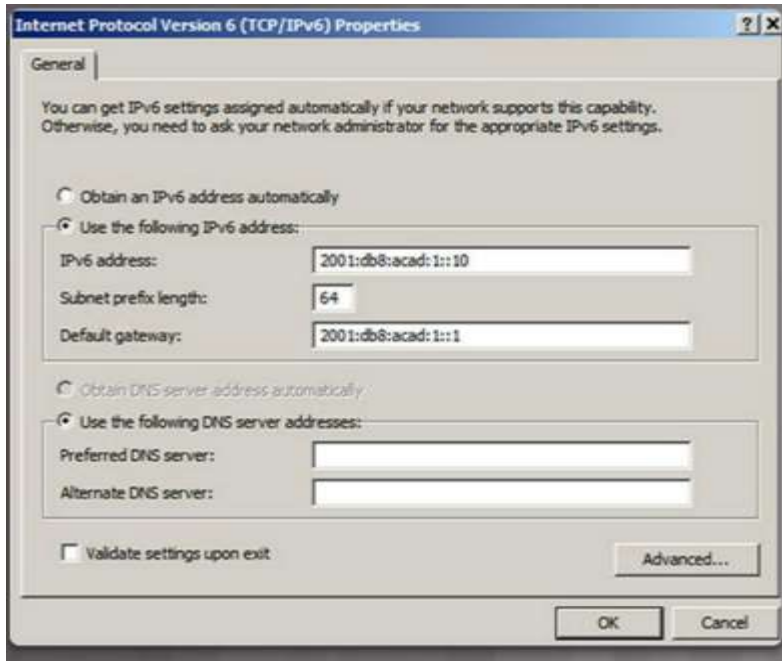 Internet Protocol Version 6 (TCP/IPv6) Properties
General
You can get IPv6 settings assigned automatically if your network supports this capability.
Otherwise, you need to ask your network administrator for the appropriate IPv6 settings.
Obtain an IPv6 address automatically
Use the following IPv6 address:
IPv6 address: 2001:db8:acad:1::10
Subnet prefix length: 64
Default gateway: 2001:db8:acad:1::1
Obtain DNS server address automatically
Use the following DNS server addresses:
Preferred DNS server:
Alternate DNS server:
Validate settings upon exit
Advanced...
OK Cancel